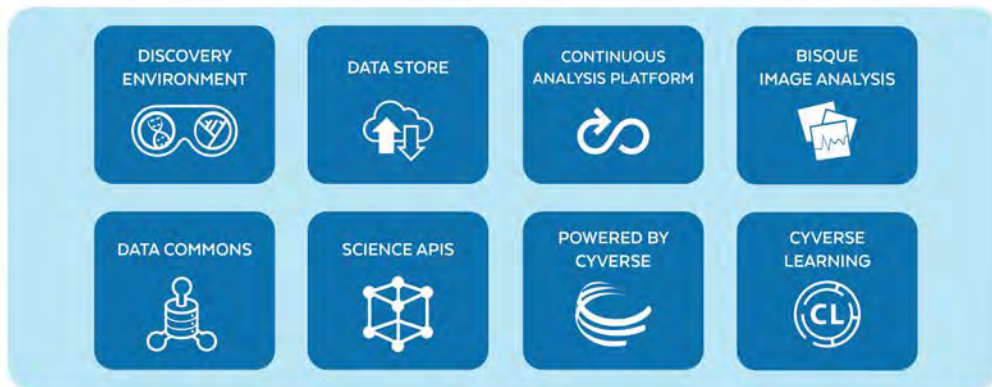 DISCOVERY
ENVIRONMENT
DATA STORE
CONTINUOUS
ANALYSIS PLATFORM
BISQUE
IMAGE ANALYSIS
DATA COMMONS
SCIENCE APIS
POWERED BY
CYVERSE
CYVERSE
LEARNING
CL